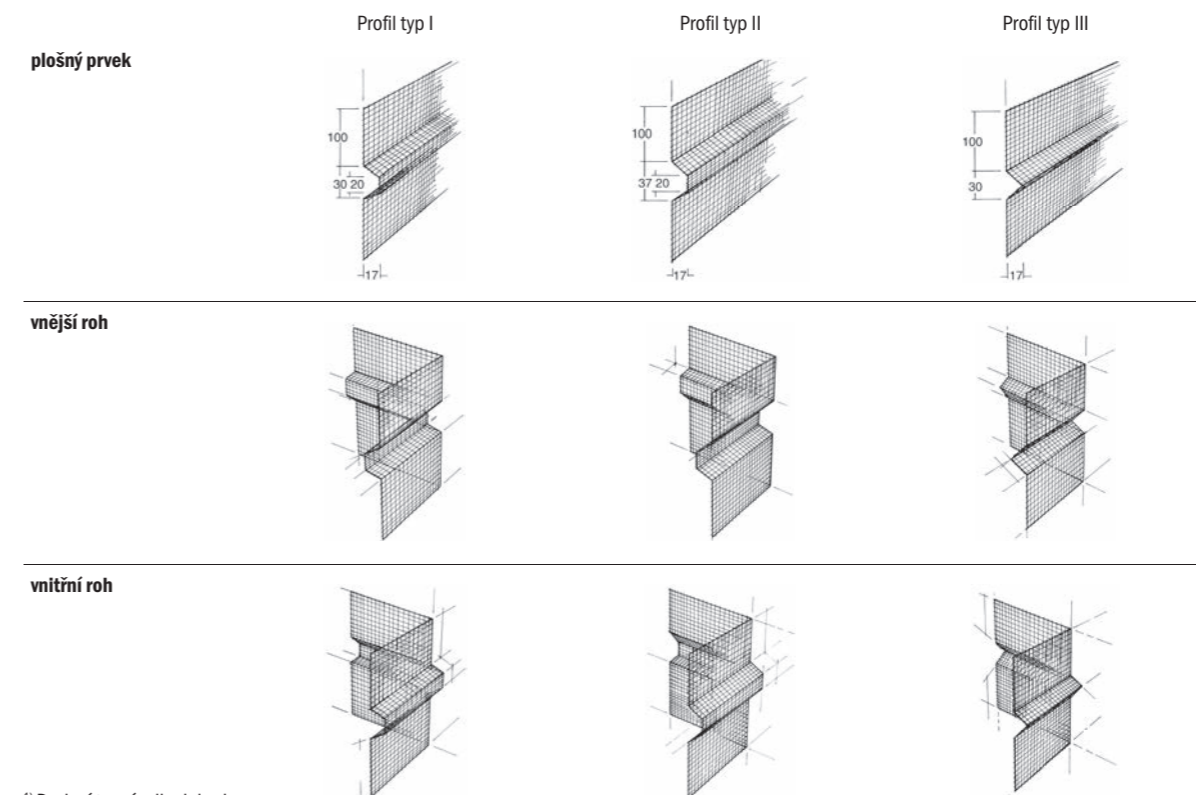 Profil typ I Profil typ II Profil typ III
plošný prvek
100 100 100
30 20 37 20 30
17 17 17
vnější roh
vnitřní roh